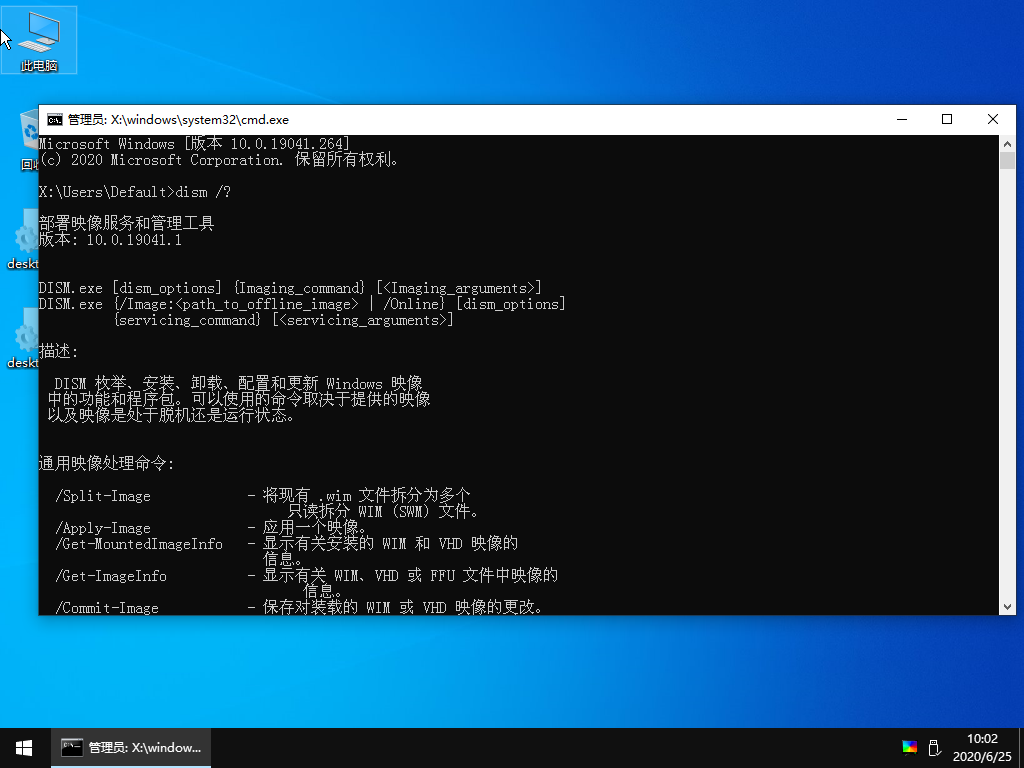 此电脑
管理员: X:\windows\system32\cmd.exe
Microsoft Windows [版本 10.0.19041.264]
(c) 2020 Microsoft Corporation. 保留所有权利。
X:\Users\Default>dism /?
部署映像服务和管理工具
版本: 10.0.19041.1
DISM.exe [dism_options] {Imaging_command} [<Imaging_arguments>]
DISM.exe {/Image:<path_to_offline_image> | /Online} [dism_options]
{servicing_command} [<servicing_arguments>]
描述:
DISM 枚举、安装、卸载、配置和更新 Windows 映像
中的功能和程序包。可以使用的命令取决于提供的映像
以及映像是处于脱机还是运行状态。
通用映像处理命令:
/Split-Image - 将现有 .wim 文件拆分为多个
只读拆分 WIM (SWM) 文件。
/Apply-Image - 应用一个映像。
/Get-MountedImageInfo - 显示有关安装的 WIM 和 VHD 映像的
信息。
/Get-ImageInfo - 显示有关 WIM、VHD 或 FFU 文件中映像的
信息。
/Commit-Image - 保存对装载的 WIM 或 VHD 映像的更改。
回收
deskt
deskt
管理员: X:\window...
10:02
2020/6/25